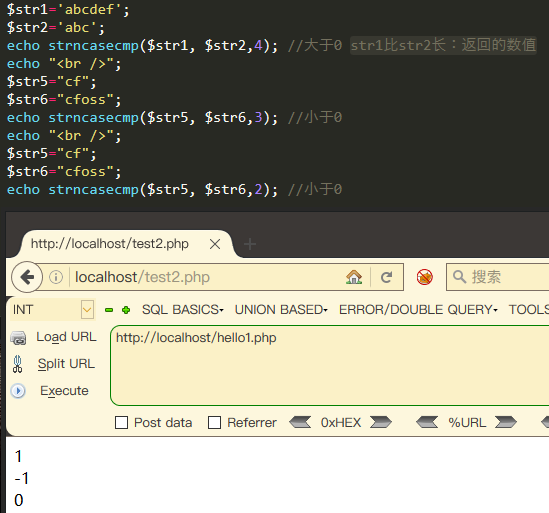 $str1='abcdef';
$str2='abc';
echo strncasecmp($str1, $str2,4); //大于0 str1比str2长：返回的数值
echo "<br />";
$str5="cf";
$str6="cfoss";
echo strncasecmp($str5, $str6,3); //小于0
echo "<br />";
$str5="cf";
$str6="cfoss";
echo strncasecmp($str5, $str6,2); //小于0
http://localhost/test2.php
localhost/test2.php 搜索
INT SQL BASICS UNION BASED ERROR/DOUBLE QUERY TOOLS
Load URL http://localhost/hello1.php
Split URL
Execute
Post data Referrer 0xHEX %URL
1
-1
0